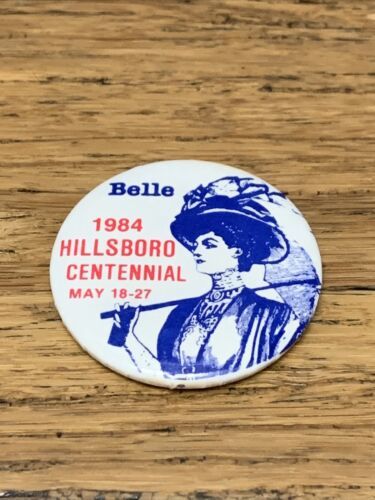 Belle
1984
HILLSBORO
CENTENNIAL
MAY 18-27